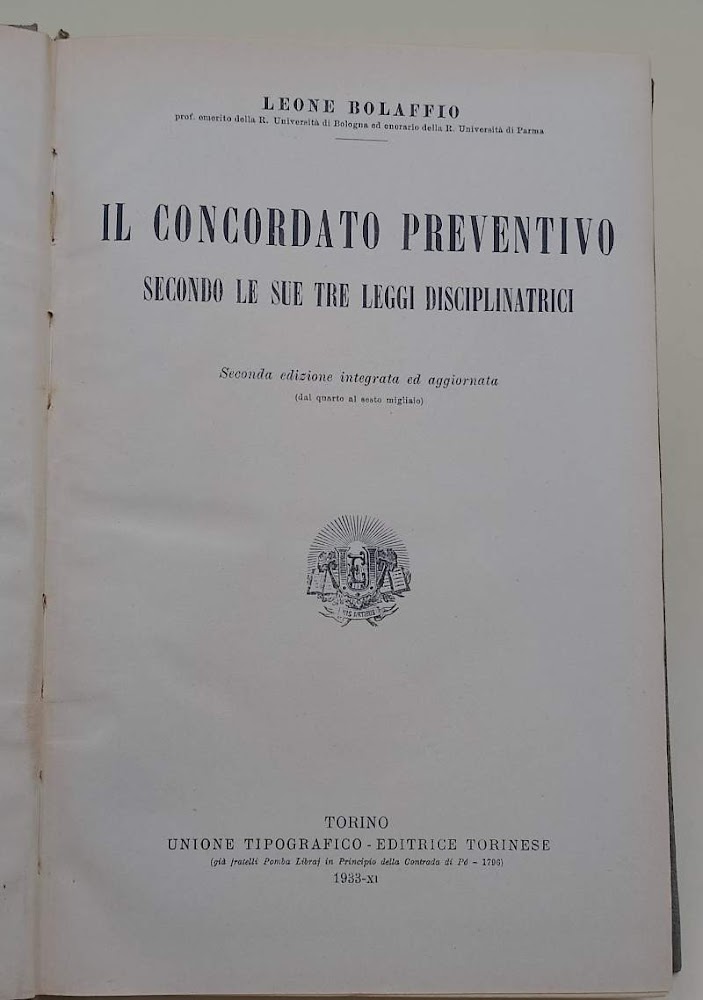 LEONE BOLAFFIO
prof. emerito della R. Università di Bologna ed onorario della R. Università di Parma
IL CONCORDATO PREVENTIVO
SECONDO LE SUE TRE LEGGI DISCIPLINATRICI
Seconda edizione integrata ed aggiornata
(dal quarto al sesto migliaio)
TORINO
UNIONE TIPOGRAFICO - EDITRICE TORINESE
(già fratelli Pomba Libraj in Principio della Contrada di Pò - 1796)
1933-XI